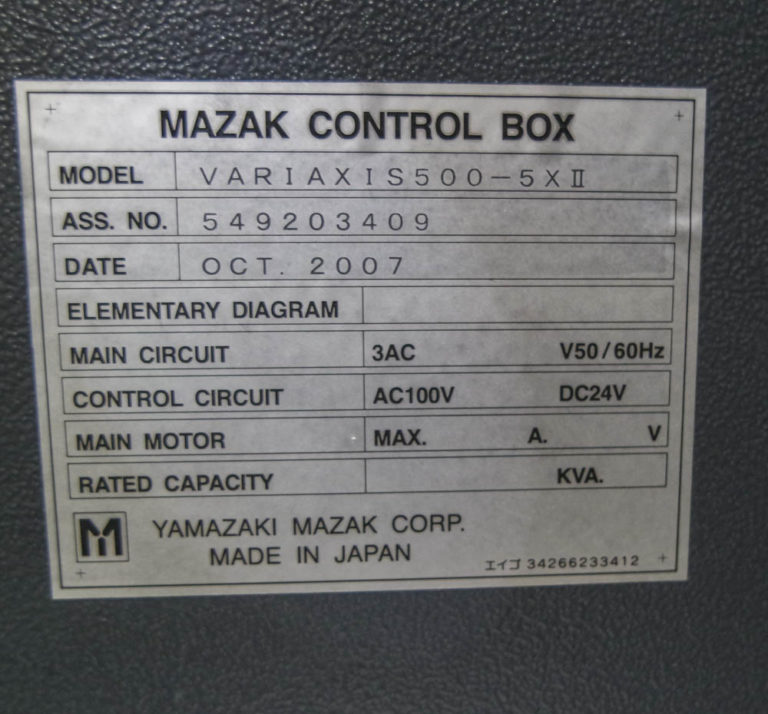 MAZAK CONTROL BOX
MODEL VARIAXIS500-5XⅡ
ASS. NO. 549203409
DATE OCT. 2007
ELEMENTARY DIAGRAM
MAIN CIRCUIT 3AC V50/60Hz
CONTROL CIRCUIT AC100V DC24V
MAIN MOTOR MAX. A. V
RATED CAPACITY KVA.
YAMAZAKI MAZAK CORP.
MADE IN JAPAN
エイゴ 34266233412